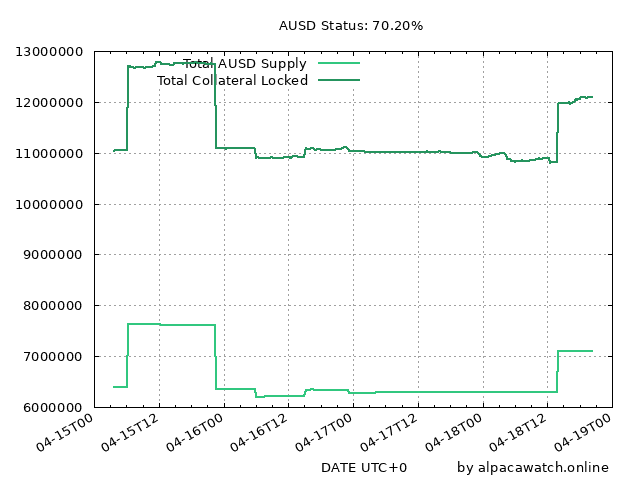 AUSD Status: 70.20%
13000000
Total AUSD Supply
Total Collateral Locked
12000000
11000000
10000000
9000000
8000000
7000000
6000000
04-15T00
04-15T12
04-16T00
04-16T12
04-17T00
04-17T12
04-18T00
04-18T12
04-19T00
DATE UTC+0
by alpacawatch.online